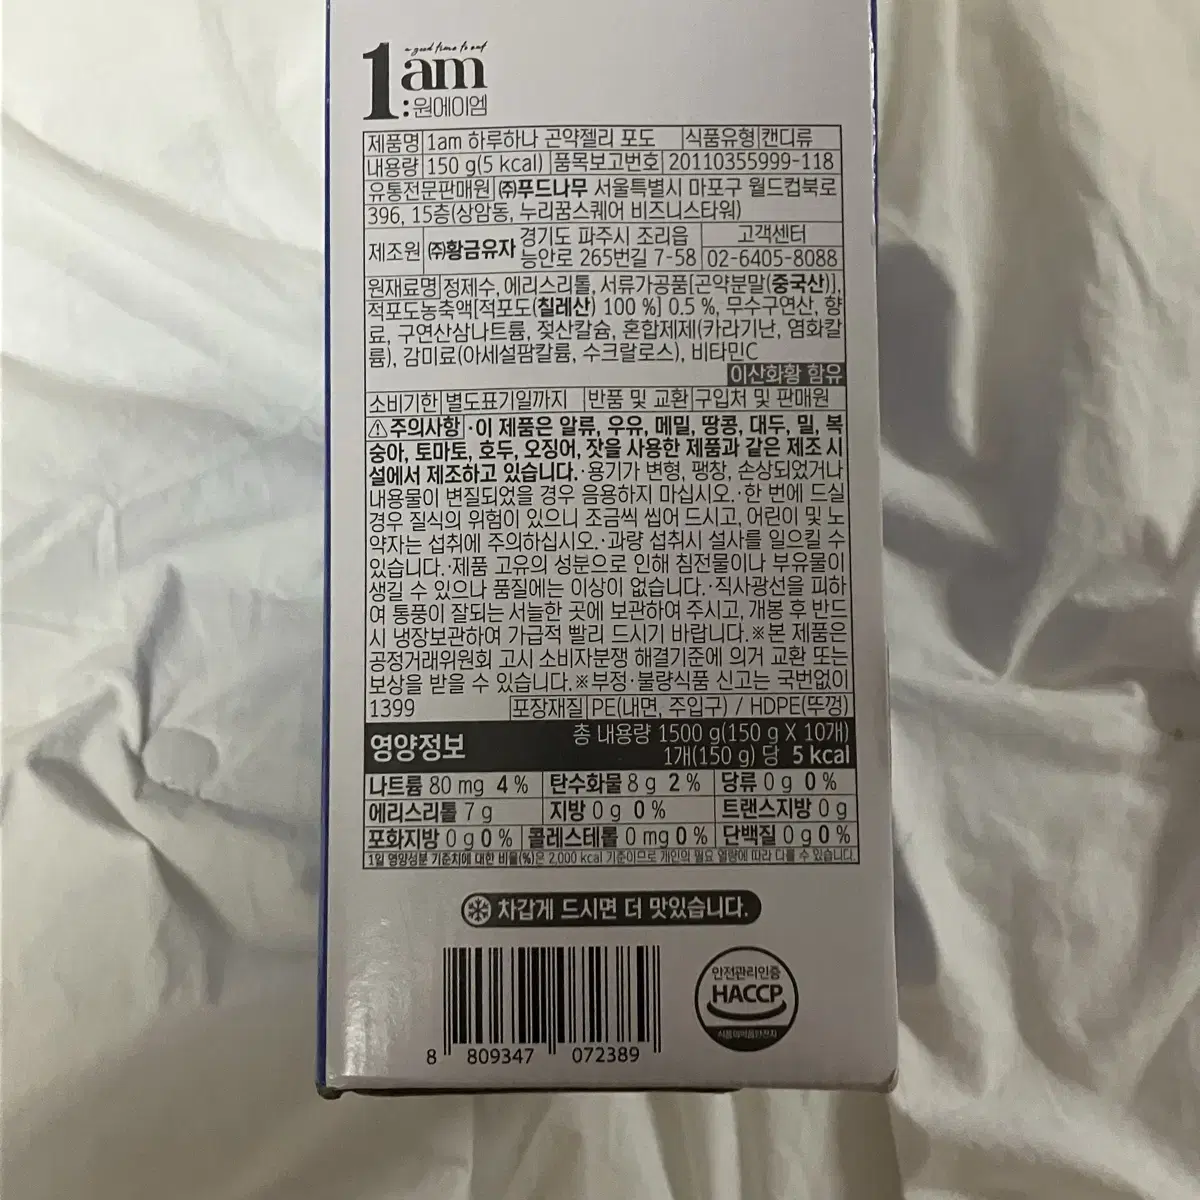 a good time to eat
1am
:원에이엠
제품명 1am 하루하나 곤약젤리 포도 식품유형 캔디류
내용량 150 g(5 kcal) 품목보고번호 20110355999-118
유통전문판매원 ㈜푸드나무 서울특별시 마포구 월드컵북로
396, 15층(상암동, 누리꿈스퀘어 비즈니스타워)
제조원 ㈜황금유자 경기도 파주시 조리읍 능안로 265번길 7-58 고객센터 02-6405-8088
원재료명 정제수, 에리스리톨, 서류가공품[곤약분말(중국산)],
적포도농축액[적포도(칠레산) 100 %] 0.5 %, 무수구연산, 향
료, 구연산삼나트륨, 젖산칼슘, 혼합제제(카라기난, 염화칼
륨), 감미료(아세설팜칼륨, 수크랄로스), 비타민C
이산화황 함유
소비기한 별도표기일까지 반품 및 교환 구입처 및 판매원
⚠주의사항 ·이 제품은 알류, 우유, 메밀, 땅콩, 대두, 밀, 복
숭아, 토마토, 호두, 오징어, 잣을 사용한 제품과 같은 제조 시
설에서 제조하고 있습니다.·용기가 변형, 팽창, 손상되었거나
내용물이 변질되었을 경우 음용하지 마십시오.·한 번에 드실
경우 질식의 위험이 있으니 조금씩 씹어 드시고, 어린이 및 노
약자는 섭취에 주의하십시오.·과량 섭취시 설사를 일으킬 수
있습니다.·제품 고유의 성분으로 인해 침전물이나 부유물이
생길 수 있으나 품질에는 이상이 없습니다.·직사광선을 피하
여 통풍이 잘되는 서늘한 곳에 보관하여 주시고, 개봉 후 반드
시 냉장보관하여 가급적 빨리 드시기 바랍니다.※본 제품은
공정거래위원회 고시 소비자분쟁 해결기준에 의거 교환 또는
보상을 받을 수 있습니다.※부정·불량식품 신고는 국번없이
1399 포장재질 PE(내면, 주입구) / HDPE(뚜껑)
영양정보 총 내용량 1500 g(150 g X 10개)
1개(150 g) 당 5 kcal
나트륨 80 mg 4 % 탄수화물 8 g 2 % 당류 0 g 0 %
에리스리톨 7 g 지방 0 g 0 % 트랜스지방 0 g
포화지방 0 g 0 % 콜레스테롤 0 mg 0 % 단백질 0 g 0 %
1일 영양성분 기준치에 대한 비율(%)은 2,000 kcal 기준이므로 개인의 필요 열량에 따라 다를 수 있습니다.
차갑게 드시면 더 맛있습니다.
안전관리인증
HACCP
식품의약품안전처
8 809347 072389